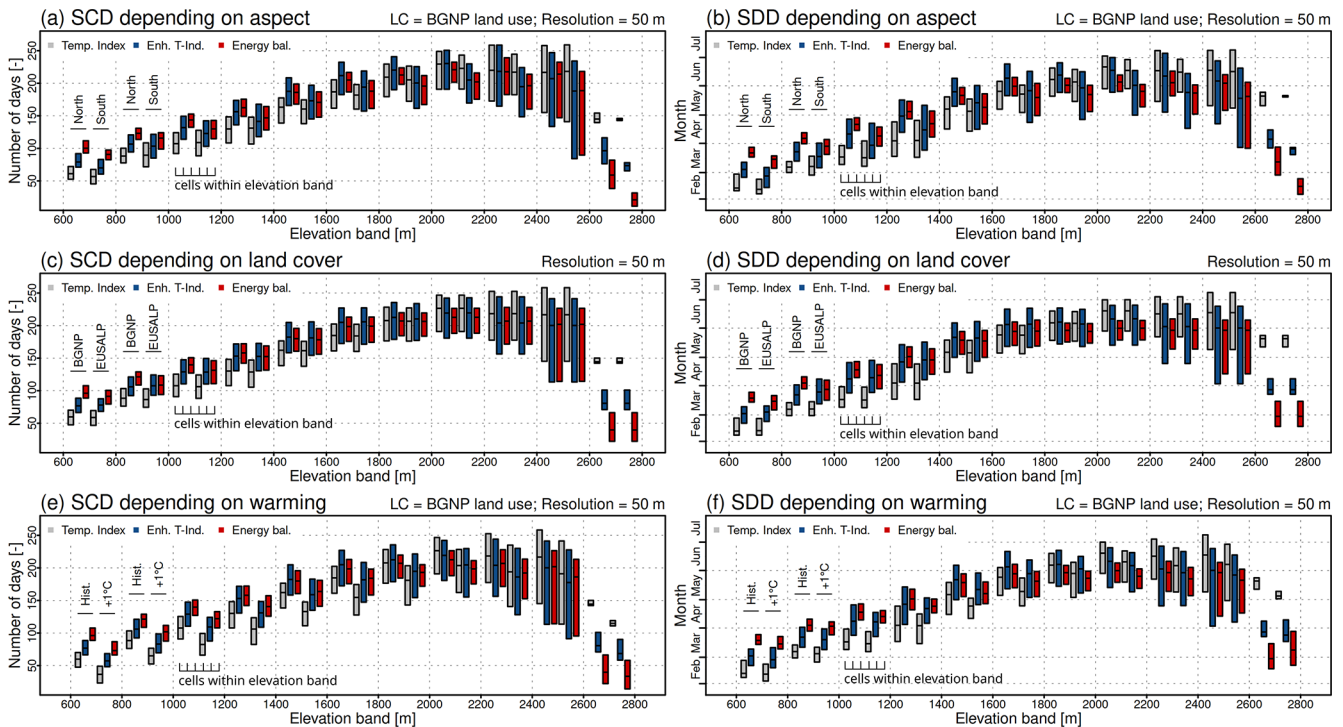 (a) SCD depending on aspect
LC = BGNP land use; Resolution = 50 m
Temp. Index Enh. T-Ind. Energy bal.
North
South
North
South
cells within elevation band
Number of days [-]
250
200
150
100
50
600 800 1000 1200 1400 1600 1800 2000 2200 2400 2600 2800
Elevation band [m]
(b) SDD depending on aspect
LC = BGNP land use; Resolution = 50 m
Temp. Index Enh. T-Ind. Energy bal.
North
South
North
South
cells within elevation band
Month
Jul
Jun
May
Apr
Mar
Feb
600 800 1000 1200 1400 1600 1800 2000 2200 2400 2600 2800
Elevation band [m]
(c) SCD depending on land cover
Resolution = 50 m
Temp. Index Enh. T-Ind. Energy bal.
BGNP
EUSALP
BGNP
EUSALP
cells within elevation band
Number of days [-]
250
200
150
100
50
600 800 1000 1200 1400 1600 1800 2000 2200 2400 2600 2800
Elevation band [m]
(d) SDD depending on land cover
Resolution = 50 m
Temp. Index Enh. T-Ind. Energy bal.
BGNP
EUSALP
BGNP
EUSALP
cells within elevation band
Month
Jul
Jun
May
Apr
Mar
Feb
600 800 1000 1200 1400 1600 1800 2000 2200 2400 2600 2800
Elevation band [m]
(e) SCD depending on warming
LC = BGNP land use; Resolution = 50 m
Temp. Index Enh. T-Ind. Energy bal.
Hist.
+1°C
Hist.
+1°C
cells within elevation band
Number of days [-]
250
200
150
100
50
600 800 1000 1200 1400 1600 1800 2000 2200 2400 2600 2800
Elevation band [m]
(f) SDD depending on warming
LC = BGNP land use; Resolution = 50 m
Temp. Index Enh. T-Ind. Energy bal.
Hist.
+1°C
Hist.
+1°C
cells within elevation band
Month
Jul
Jun
May
Apr
Mar
Feb
600 800 1000 1200 1400 1600 1800 2000 2200 2400 2600 2800
Elevation band [m]